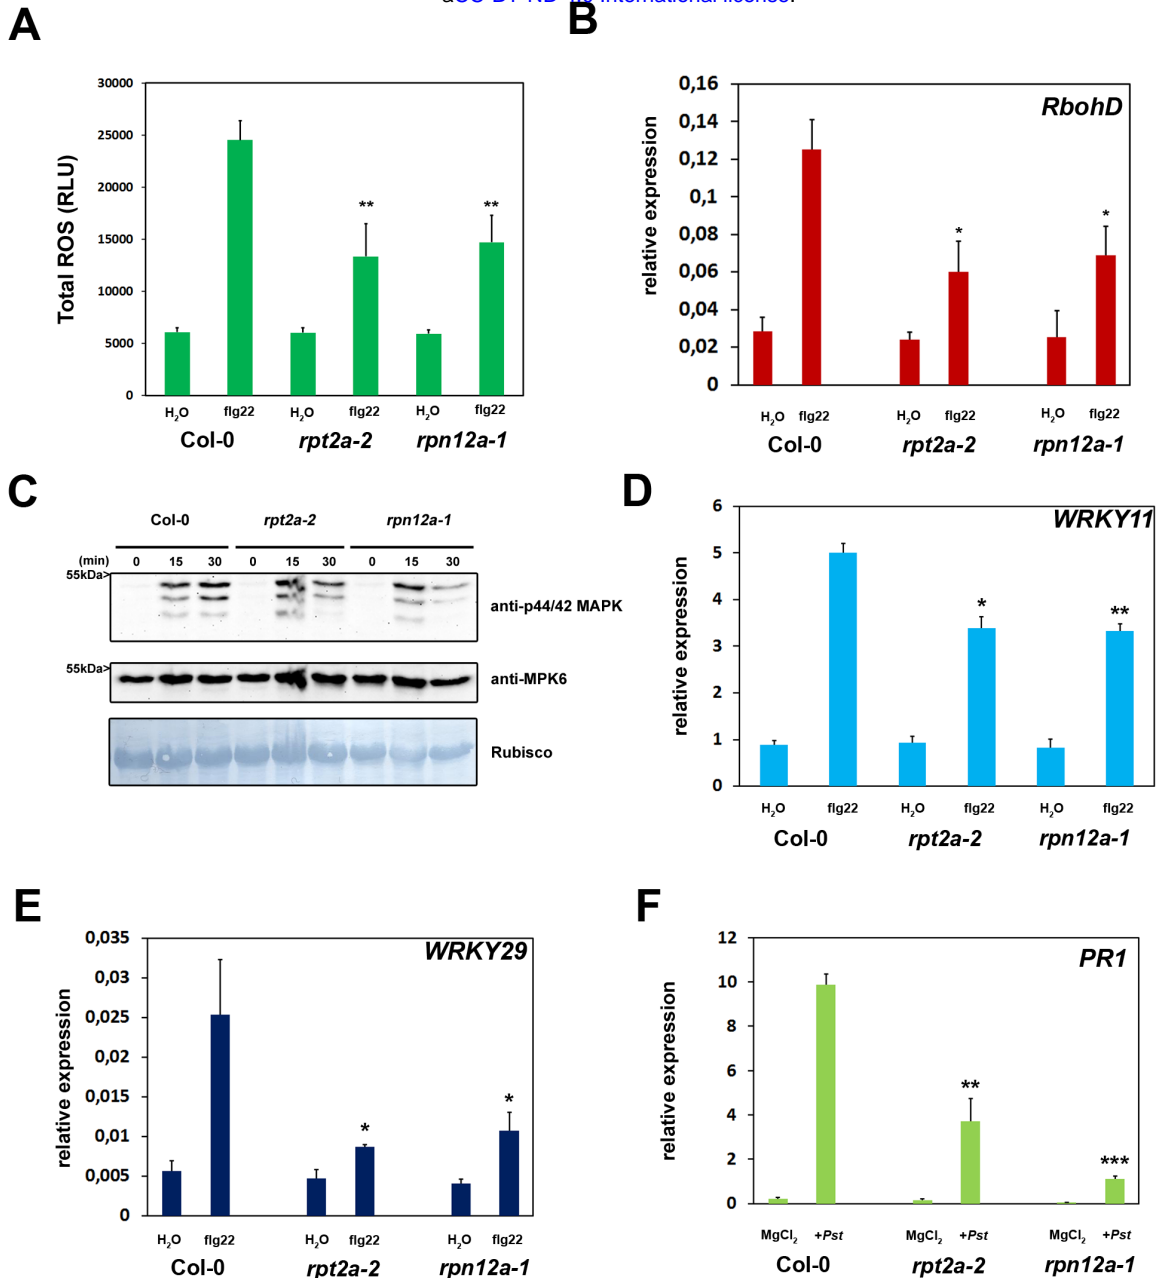 A
B
30000
25000
20000
15000
10000
5000
0
Total ROS (RLU)
**
**
H2O flg22 H2O flg22 H2O flg22
Col-0 rpt2a-2 rpn12a-1
0,16
0,14
0,12
0,1
0,08
0,06
0,04
0,02
0
relative expression
RbohD
*
*
H2O flg22 H2O flg22 H2O flg22
Col-0 rpt2a-2 rpn12a-1
C
Col-0 rpt2a-2 rpn12a-1
(min) 0 15 30 0 15 30 0 15 30
55kDa>
anti-p44/42 MAPK
55kDa>
anti-MPK6
Rubisco
D
6
5
4
3
2
1
0
relative expression
WRKY11
*
**
H2O flg22 H2O flg22 H2O flg22
Col-0 rpt2a-2 rpn12a-1
E
0,035
0,03
0,025
0,02
0,015
0,01
0,005
0
relative expression
WRKY29
*
*
H2O flg22 H2O flg22 H2O flg22
Col-0 rpt2a-2 rpn12a-1
F
12
10
8
6
4
2
0
relative expression
PR1
**
***
MgCl2 +Pst MgCl2 +Pst MgCl2 +Pst
Col-0 rpt2a-2 rpn12a-1